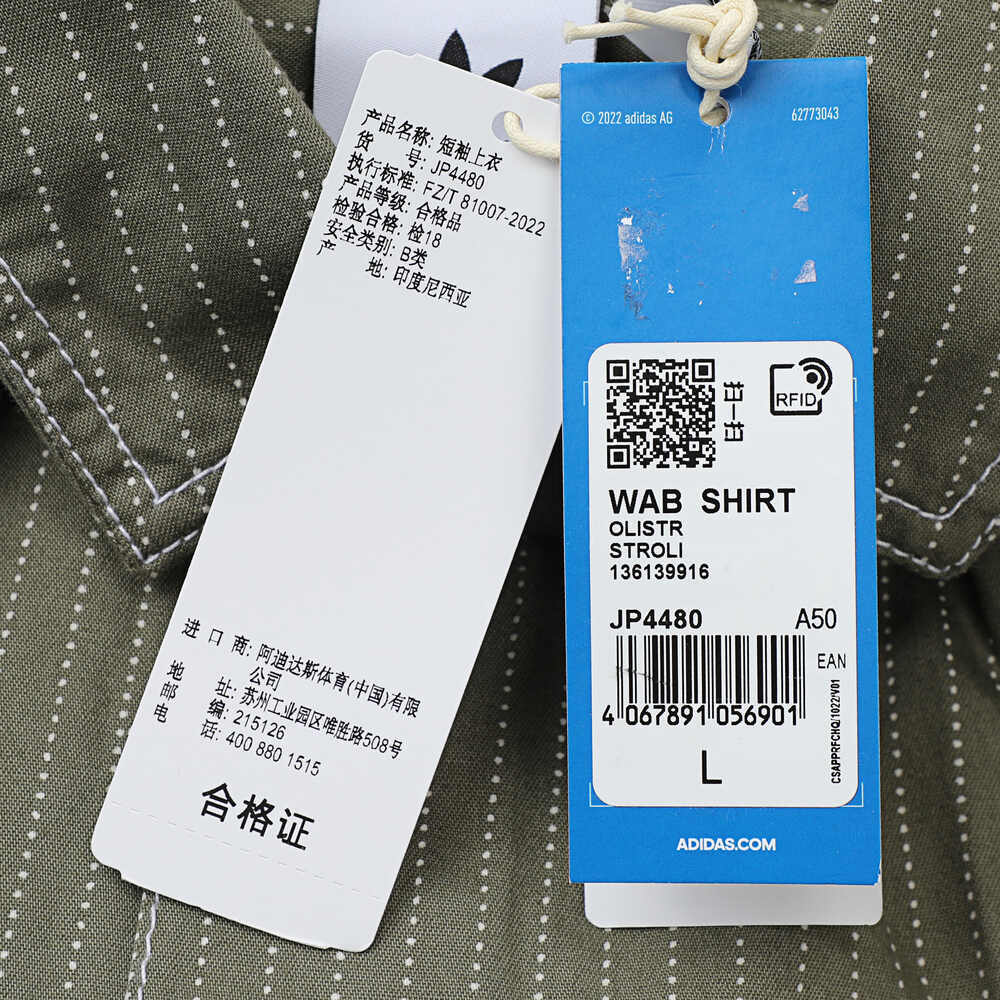 产品名称: 短袖上衣
货 号: JP4480
执行标准: FZ/T 81007-2022
产品等级: 合格品
检验合格: 检18
安全类别: B类
产 地: 印度尼西亚
进 口 商: 阿迪达斯体育(中国)有限
公司
地 址: 苏州工业园区唯胜路508号
邮 编: 215126
电 话: 400 880 1515
合格证
© 2022 adidas AG
62773043
RFID
WAB SHIRT
OLISTR
STROLI
136139916
JP4480 A50
EAN
4 067891 056901
CSAPPRFCHQ/1022/V01
L
ADIDAS.COM